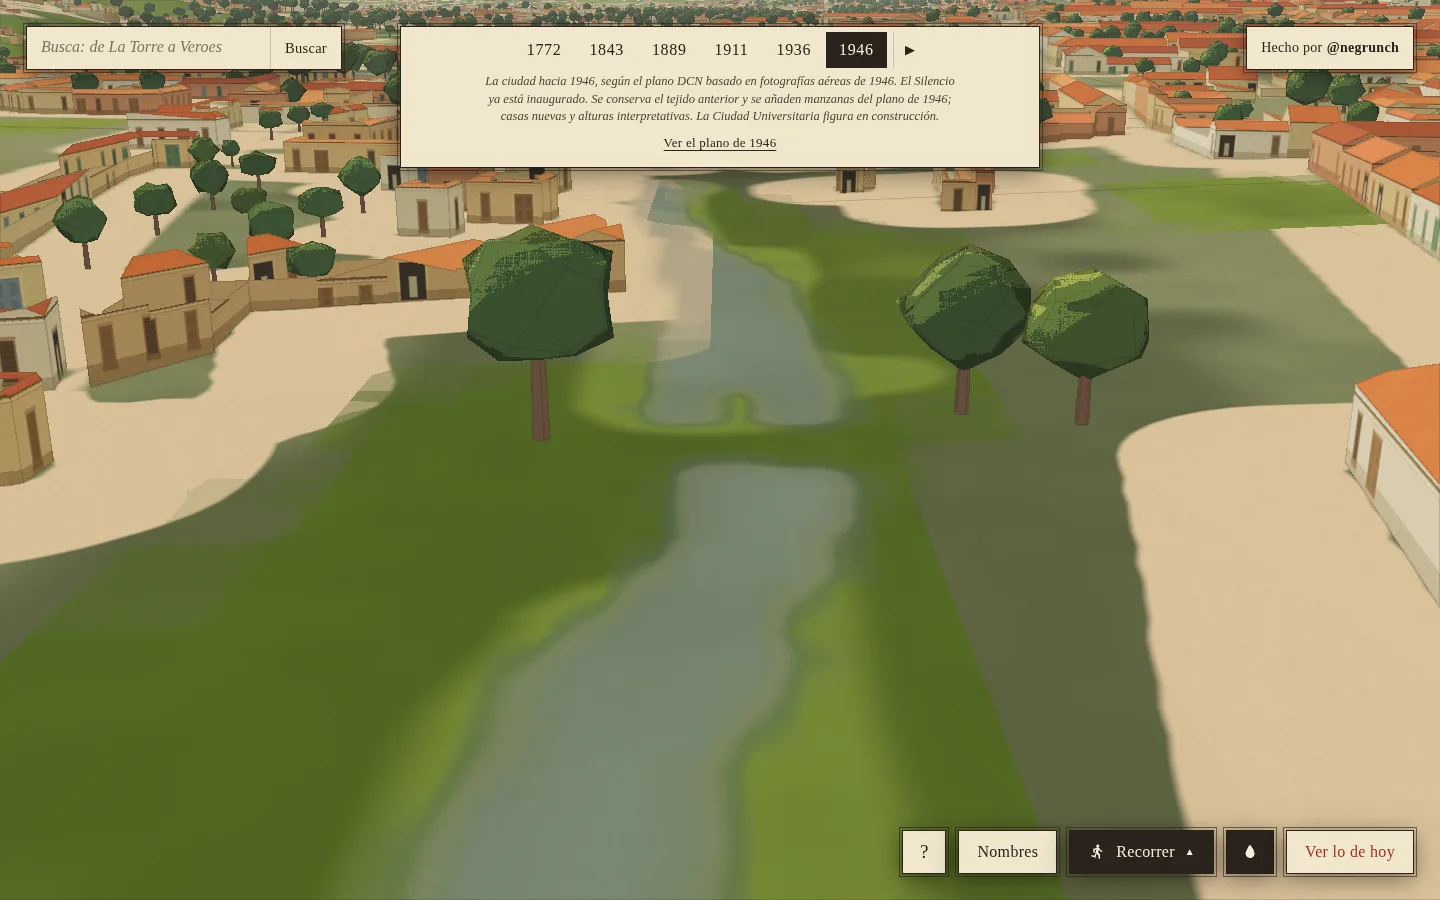 Busca: de La Torre a Veroes
Buscar
1772 1843 1889 1911 1936 1946 ▶
La ciudad hacia 1946, según el plano DCN basado en fotografías aéreas de 1946. El Silencio
ya está inaugurado. Se conserva el tejido anterior y se añaden manzanas del plano de 1946;
casas nuevas y alturas interpretativas. La Ciudad Universitaria figura en construcción.
Ver el plano de 1946
Hecho por @negrunch
?
Nombres
Recorrer ▲
Ver lo de hoy